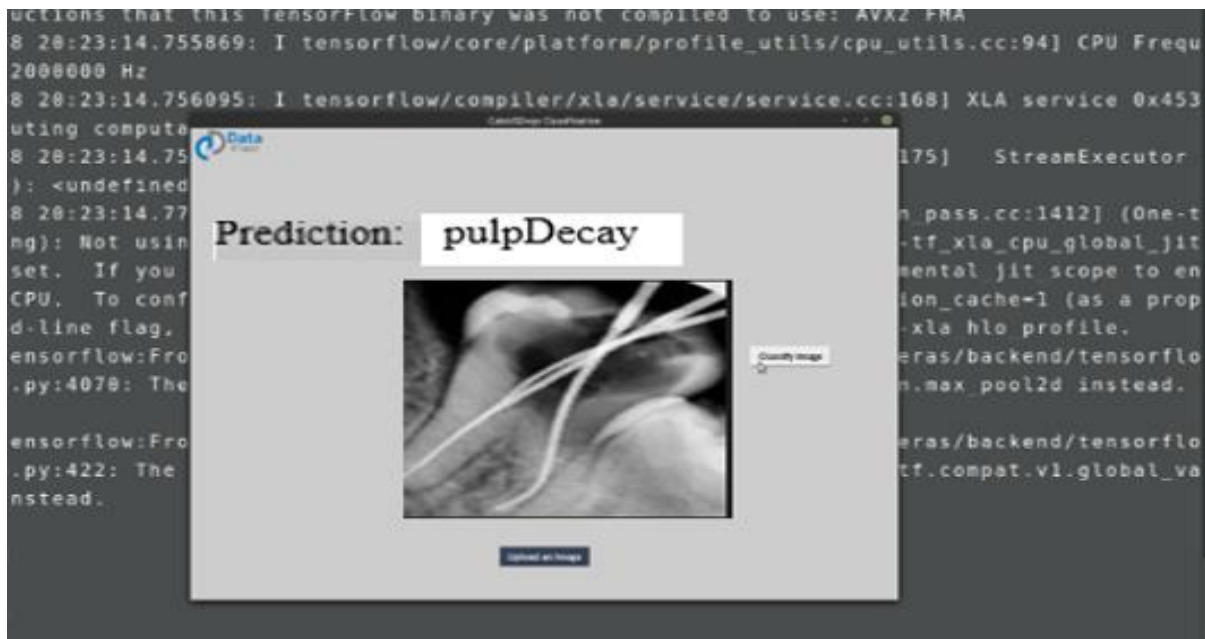 uctions that this TensorFlow binary was not compiled to use: AVX2 FMA
8 20:23:14.755869: I tensorflow/core/platform/profile_utils/cpu_utils.cc:94] CPU Frequ
2000000 Hz
8 20:23:14.756095: I tensorflow/compiler/xla/service/service.cc:168] XLA service 0x453
uting computa
8 20:23:14.75
175] StreamExecutor
): <undefined
8 20:23:14.77
n_pass.cc:1412] (One-t
ng): Not usin
-tf_xla_cpu_global_jit
set. If you
mental jit scope to en
CPU. To conf
ion_cache=1 (as a prop
d-line flag,
-xla hlo profile.
ensorflow:Fro
eras/backend/tensorflo
.py:4070: The
n.max_pool2d instead.
ensorflow:Fro
eras/backend/tensorflo
.py:422: The
tf.compat.v1.global_va
nstead.
Data
Prediction: pulpDecay
Classify Image
Upload an Image